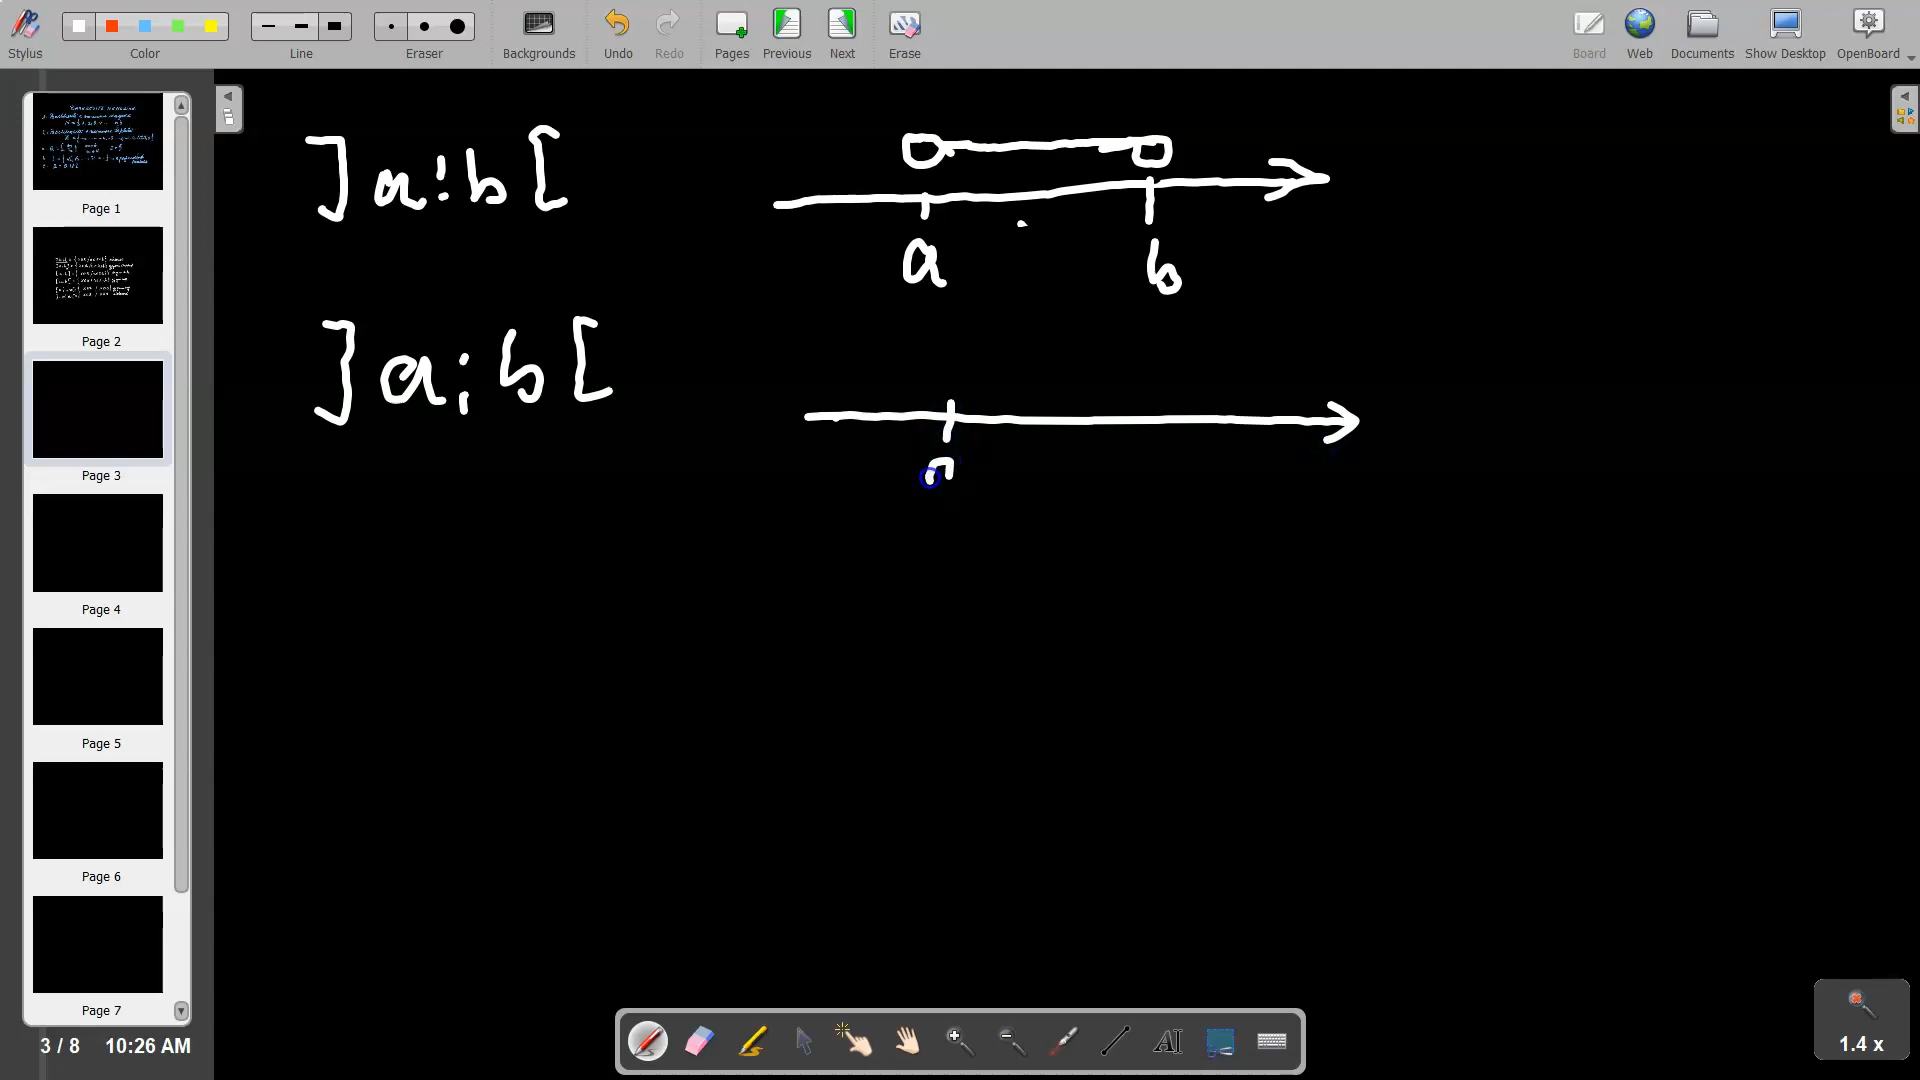 Stylus Color Line Eraser Backgrounds Undo Redo Pages Previous Next Erase Board Web Documents Show Desktop OpenBoard
]a;b[
a b
]a;b[
Page 1
Page 2
Page 3
Page 4
Page 5
Page 6
Page 7
3 / 8 10:26 AM
1.4 x